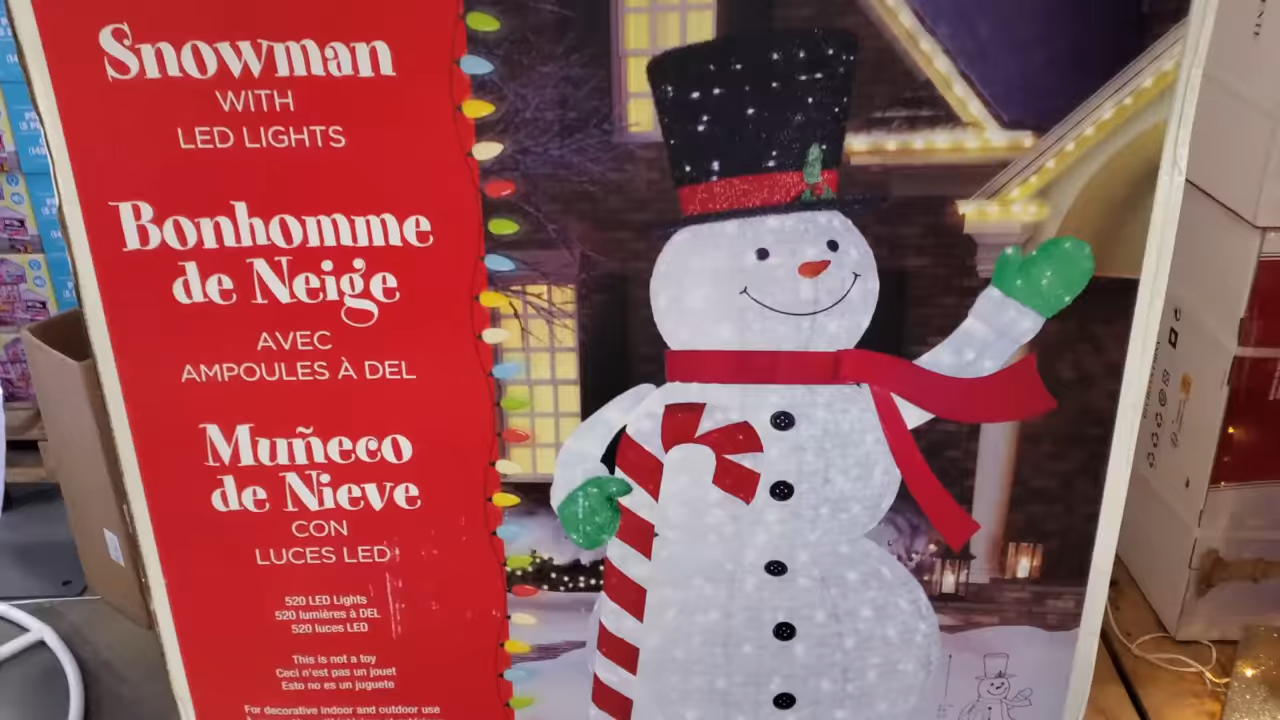 Snowman
WITH
LED LIGHTS
Bonhomme
de Neige
AVEC
AMPOULES À DEL
Muñeco
de Nieve
CON
LUCES LED
520 LED Lights
520 lumières à DEL
520 luces LED
This is not a toy
Ceci n'est pas un jouet
Esto no es un juguete
For decorative indoor and outdoor use